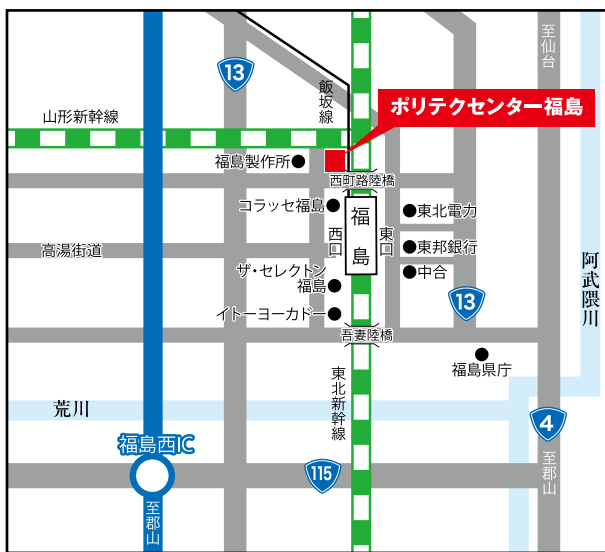 至仙台
13
飯坂線
山形新幹線
ポリテクセンター福島
福島製作所
西町跨陸橋
コラッセ福島
福島
西口
東口
東北電力
高湯街道
東邦銀行
ザ・セレクトン
福島
中合
阿武隈川
13
イトーヨーカドー
吾妻陸橋
福島県庁
東北新幹線
荒川
4
福島西IC
115
至郡山
至郡山